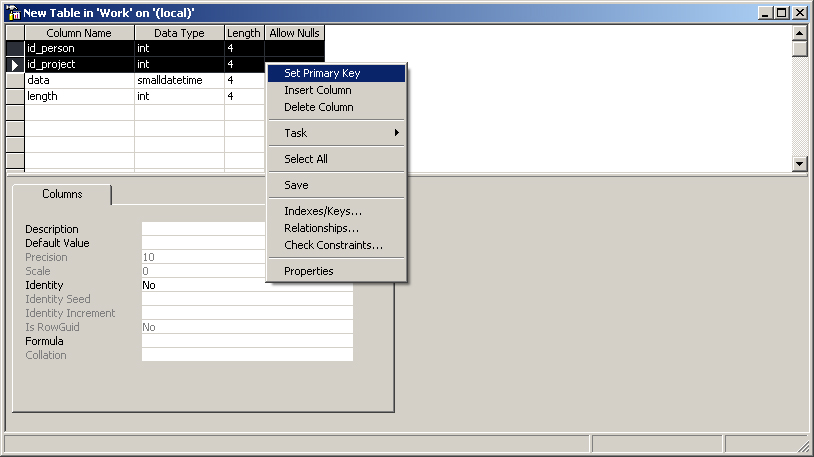 New Table in 'Work' on '(local)'
Column Name Data Type Length Allow Nulls
id_person int 4
id_project int 4
data smalldatetime 4
length int 4
Set Primary Key
Insert Column
Delete Column
Task
Select All
Save
Indexes/Keys...
Relationships...
Check Constraints...
Properties
Columns
Description
Default Value
Precision 10
Scale 0
Identity No
Identity Seed
Identity Increment
Is RowGuid No
Formula
Collation